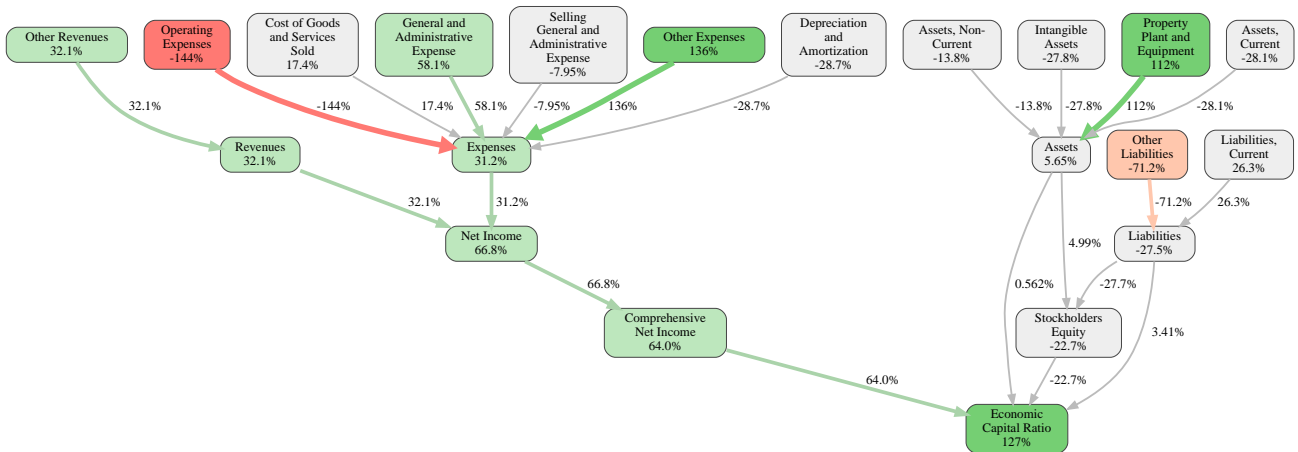 Other Revenues
32.1%
Operating
Expenses
-144%
Cost of Goods
and Services
Sold
17.4%
General and
Administrative
Expense
58.1%
Selling
General and
Administrative
Expense
-7.95%
Other Expenses
136%
Depreciation
and
Amortization
-28.7%
Assets, Non-
Current
-13.8%
Intangible
Assets
-27.8%
Property
Plant and
Equipment
112%
Assets,
Current
-28.1%
32.1%
-144%
17.4%
58.1%
-7.95%
136%
-28.7%
-13.8%
-27.8%
112%
-28.1%
Revenues
32.1%
Expenses
31.2%
Assets
5.65%
Other
Liabilities
-71.2%
Liabilities,
Current
26.3%
32.1%
31.2%
-71.2%
26.3%
Net Income
66.8%
4.99%
Liabilities
-27.5%
66.8%
0.562%
-27.7%
Comprehensive
Net Income
64.0%
Stockholders
Equity
-22.7%
3.41%
64.0%
-22.7%
Economic
Capital Ratio
127%